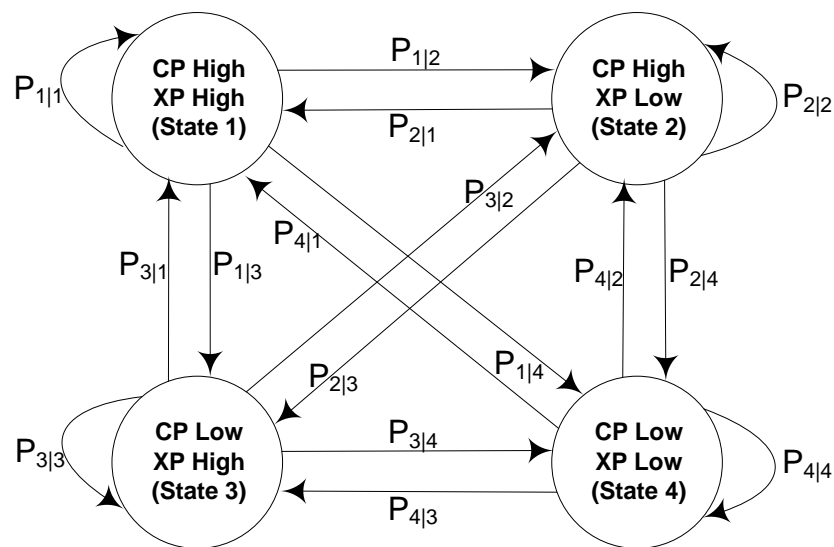 CP High
XP High
(State 1)
CP High
XP Low
(State 2)
P1|1
P1|2
P2|1
P2|2
P3|2
P4|1
P3|1
P1|3
P4|2
P2|4
P2|3
P1|4
CP Low
XP High
(State 3)
CP Low
XP Low
(State 4)
P3|3
P3|4
P4|3
P4|4